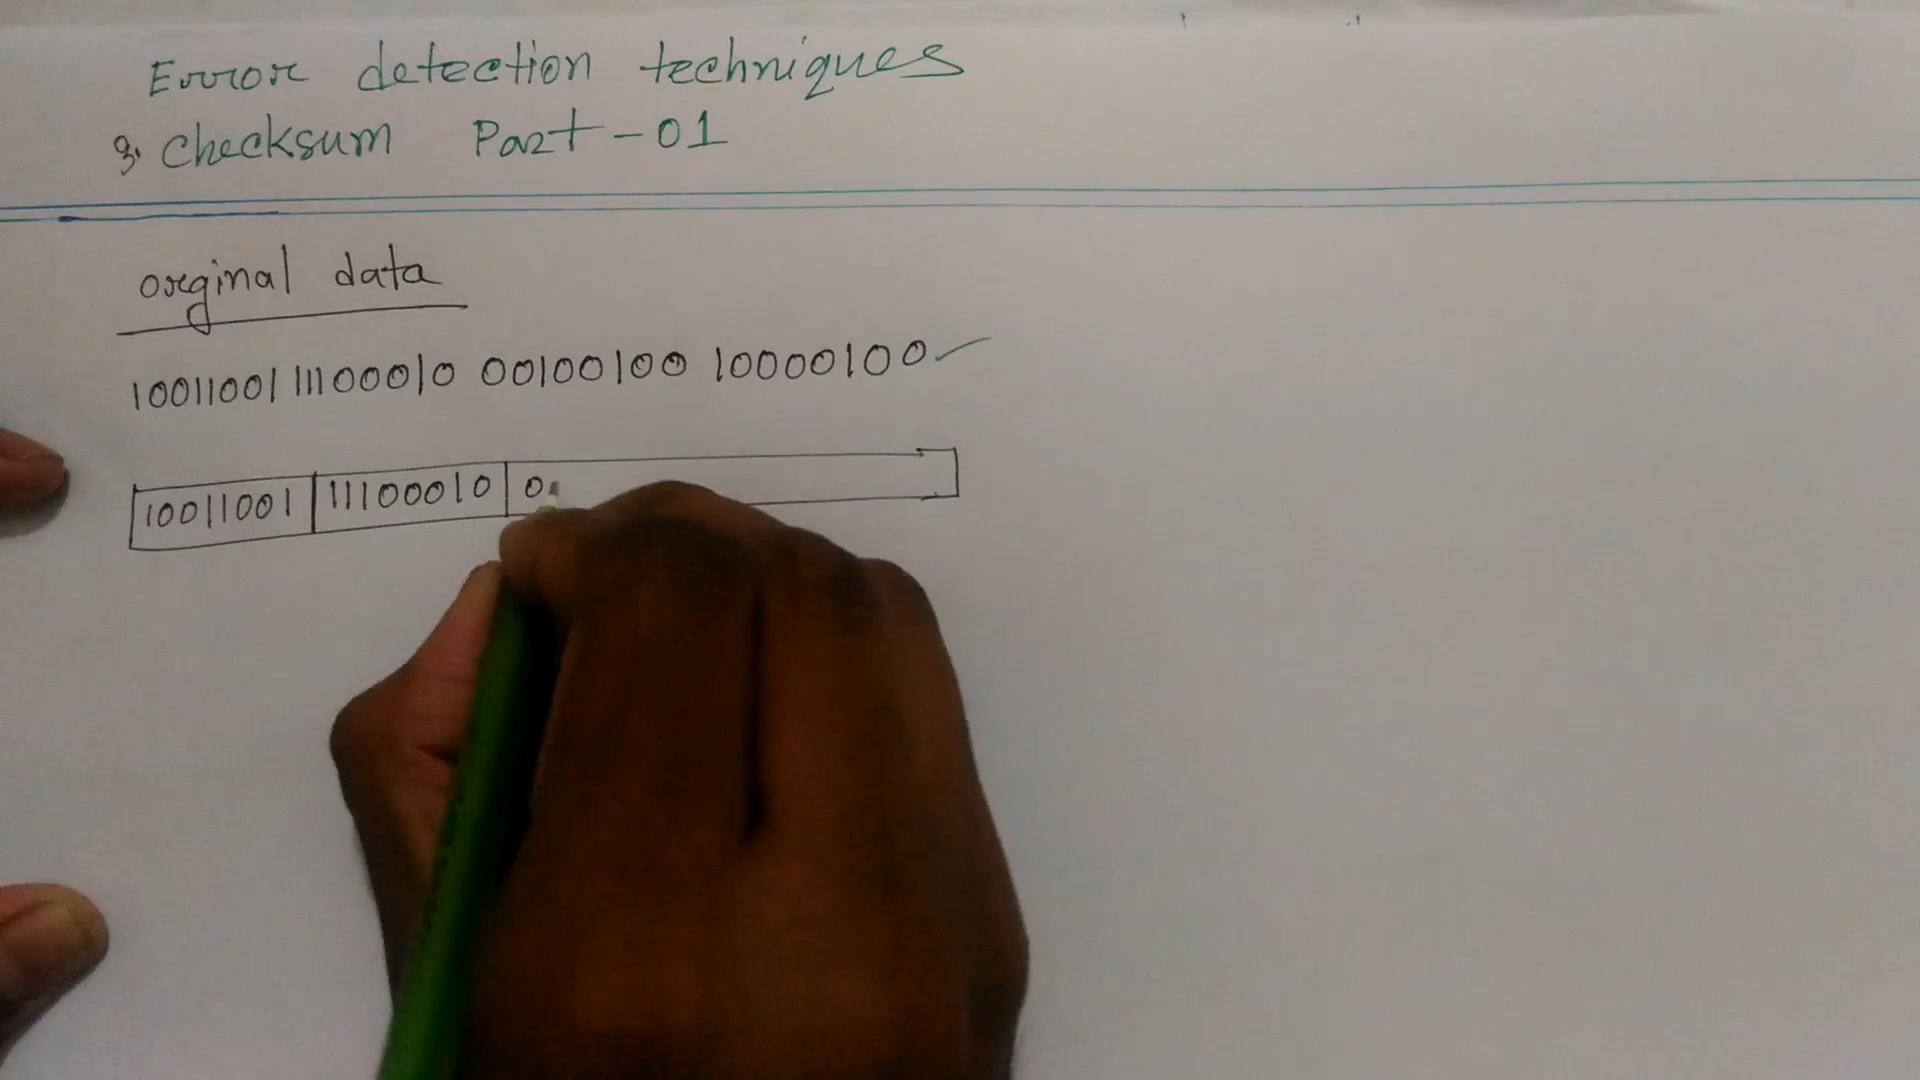 Error detection techniques
3. Checksum Part-01
orginal data
10011001 11100010 00100100 10000100
10011001 11100010 0